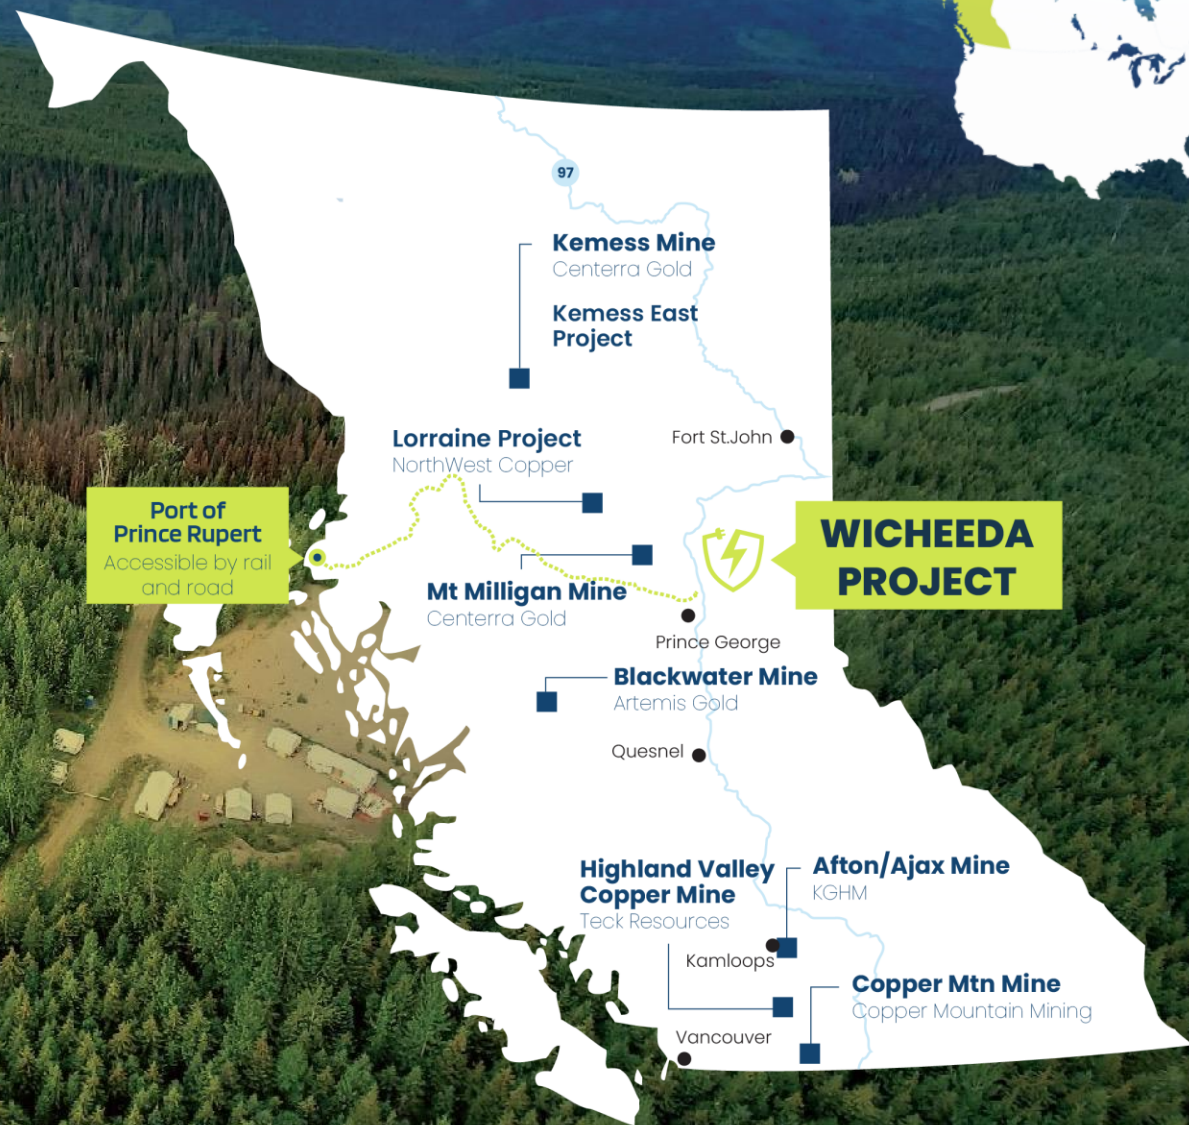 97
Kemess Mine
Centerra Gold
Kemess East
Project
Fort St.John
Lorraine Project
NorthWest Copper
Port of
Prince Rupert
Accessible by rail
and road
WICHEEDA
PROJECT
Mt Milligan Mine
Centerra Gold
Prince George
Blackwater Mine
Artemis Gold
Quesnel
Highland Valley
Copper Mine
Teck Resources
Afton/Ajax Mine
KGHM
Kamloops
Copper Mtn Mine
Copper Mountain Mining
Vancouver